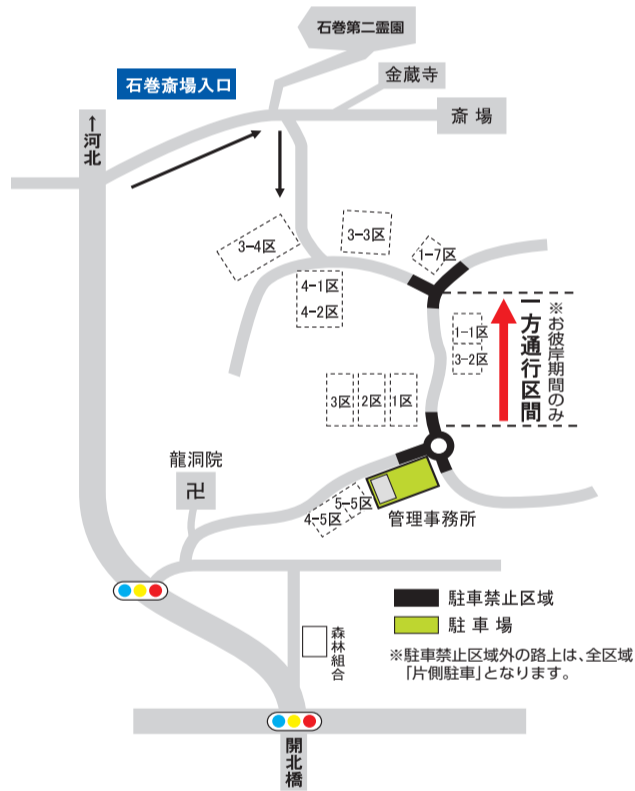 石巻第二霊園
金蔵寺
石巻斎場入口
斎場
↑河北
3-4区
3-3区
1-7区
4-1区
4-2区
1-1区
3-2区
※お彼岸期間のみ
一方通行区間
3区
2区
1区
龍洞院
卍
5-5区
4-5区
管理事務所
駐車禁止区域
駐車場
森林組合
※駐車禁止区域外の路上は、全区域
「片側駐車」となります。
開北橋